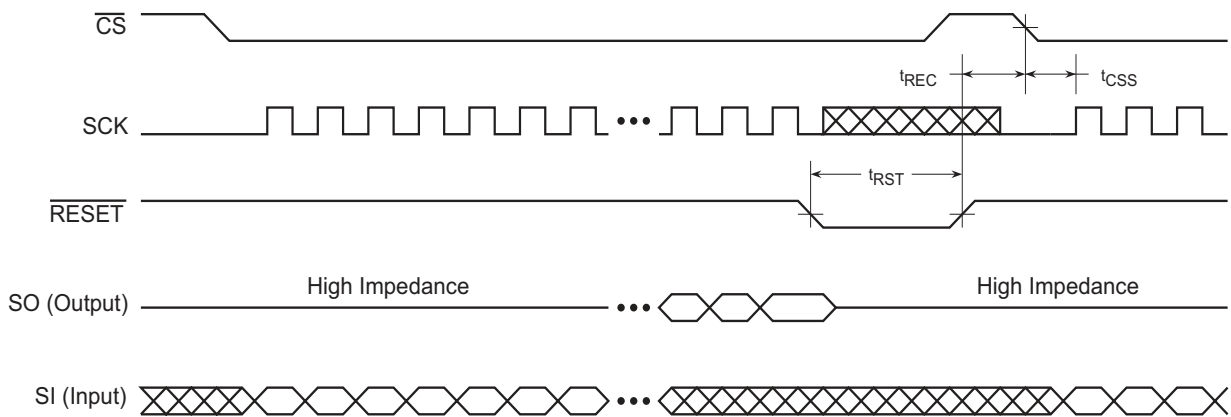 CS
tREC
tCSS
SCK
•••
tRST
RESET
High Impedance
High Impedance
SO (Output)
•••
SI (Input)
•••